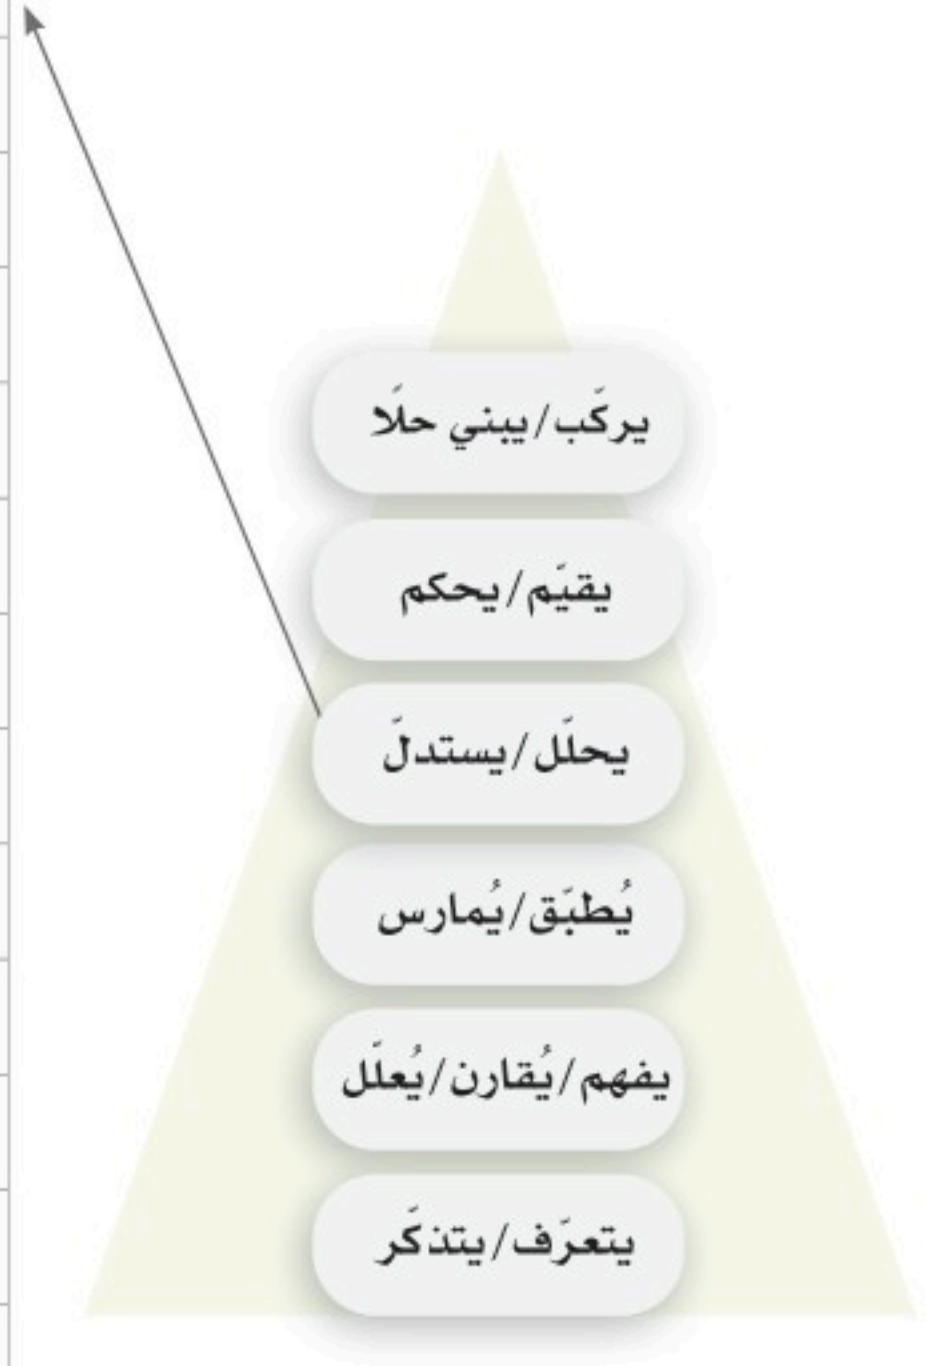 يركَّب/يبني حلًا
يقيَّم/يحكم
يحلَّل/يستدلَّ
يُطبَّق/يُمارس
يفهم/يُقارن/يُعلَّل
يتعرَّف/يتذكَّر